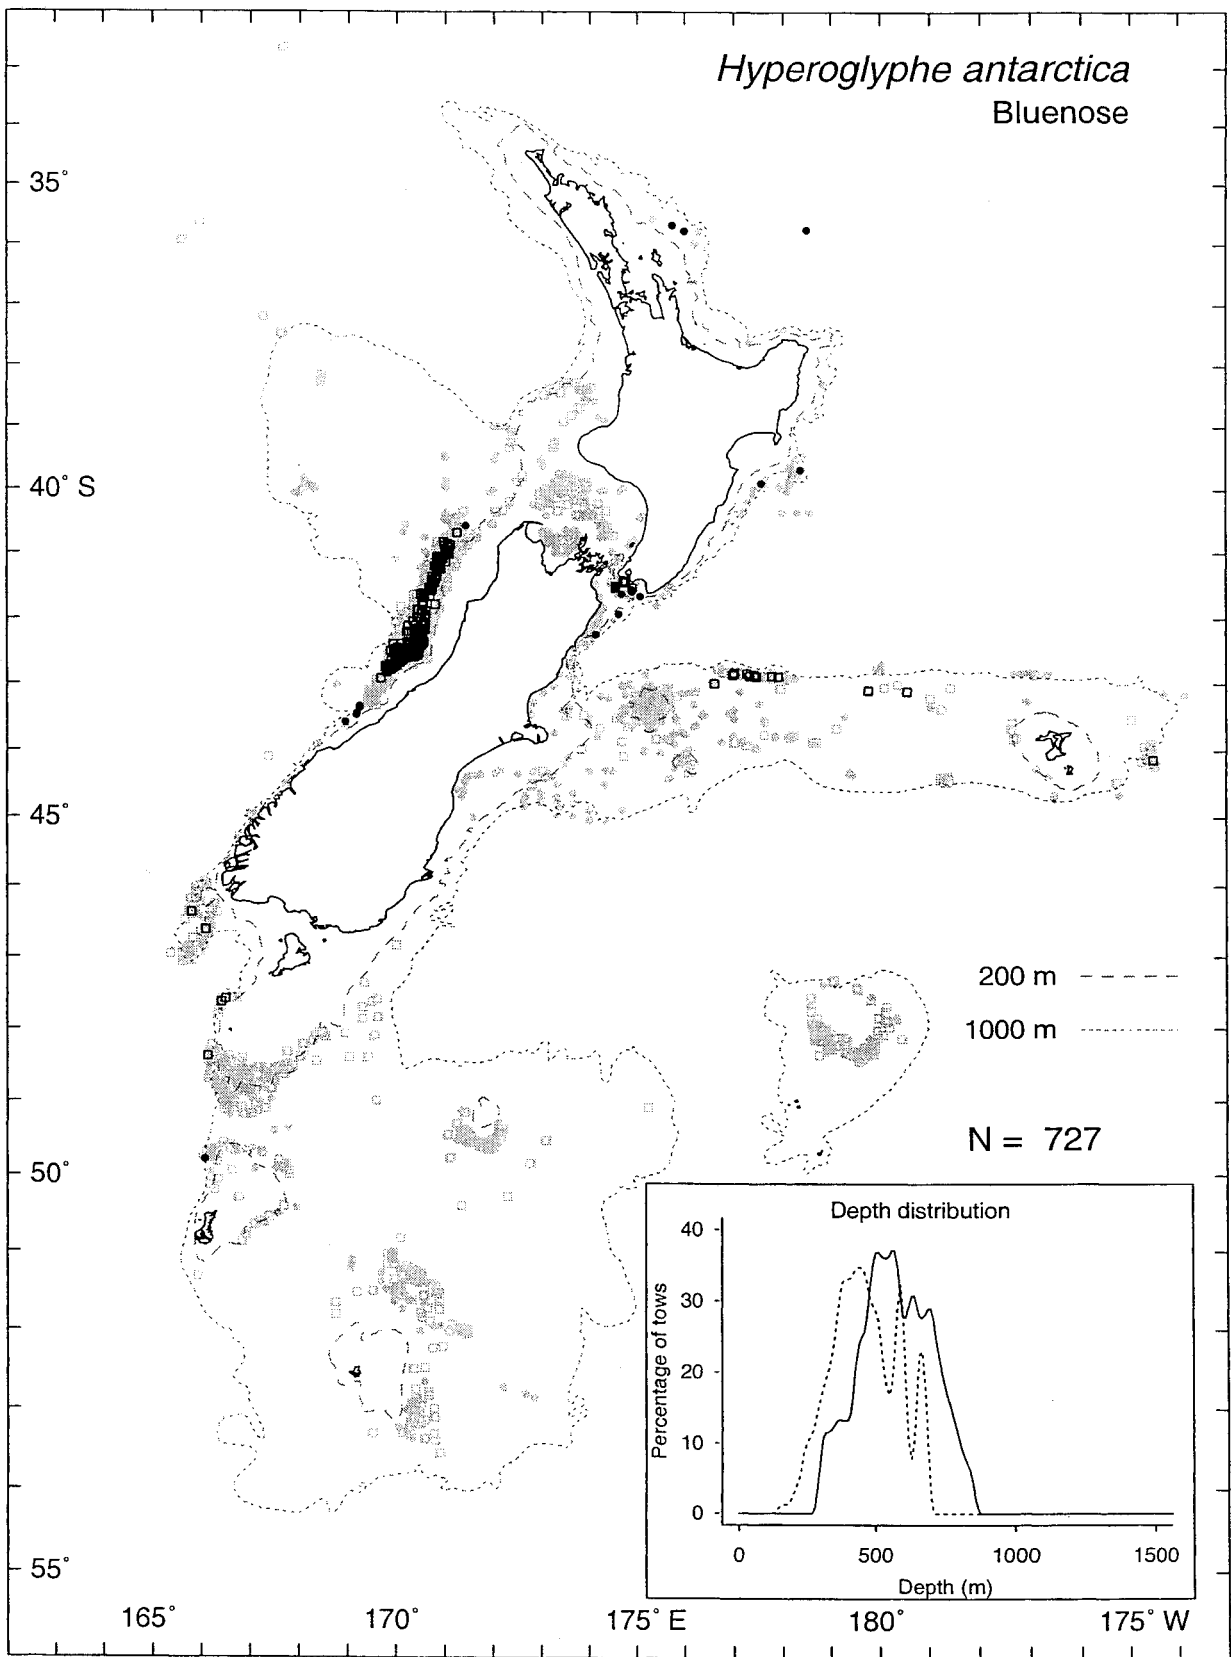 Hyperoglyphe antarctica
Bluenose
35°
40° S
45°
50°
55°
200 m
1000 m
N = 727
Depth distribution
Percentage of tows
40
30
20
10
0
0 500 1000 1500
Depth (m)
165° 170° 175° E 180° 175° W